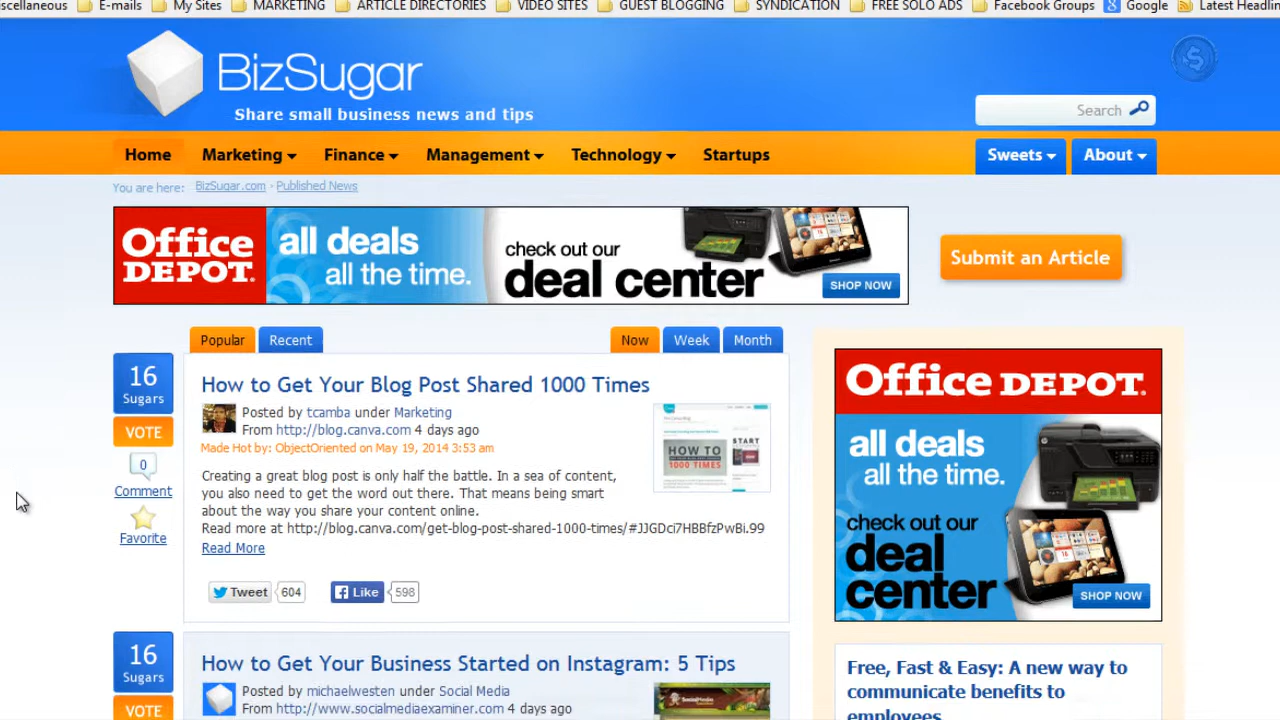 scellaneous E-mails My Sites MARKETING ARTICLE DIRECTORIES VIDEO SITES GUEST BLOGGING SYNDICATION FREE SOLO ADS Facebook Groups Google Latest Headlin
BizSugar
Share small business news and tips
Search
Home Marketing Finance Management Technology Startups Sweets About
You are here: BizSugar.com · Published News
Office DEPOT. all deals all the time. check out our deal center SHOP NOW
Submit an Article
Popular Recent Now Week Month
16
Sugars
VOTE
0
Comment
Favorite
How to Get Your Blog Post Shared 1000 Times
Posted by tcamba under Marketing
From http://blog.canva.com 4 days ago
Made Hot by: ObjectOriented on May 19, 2014 3:53 am
HOW TO
1000 TIMES
START
Creating a great blog post is only half the battle. In a sea of content,
you also need to get the word out there. That means being smart
about the way you share your content online.
Read more at http://blog.canva.com/get-blog-post-shared-1000-times/#JJGDci7HBBfzPwBi.99
Read More
Tweet 604 Like 598
Office DEPOT.
all deals
all the time.
check out our
deal
center
SHOP NOW
16
Sugars
VOTE
How to Get Your Business Started on Instagram: 5 Tips
Posted by michaelwesten under Social Media
From http://www.socialmediaexaminer.com 4 days ago
Free, Fast & Easy: A new way to
communicate benefits to
employees